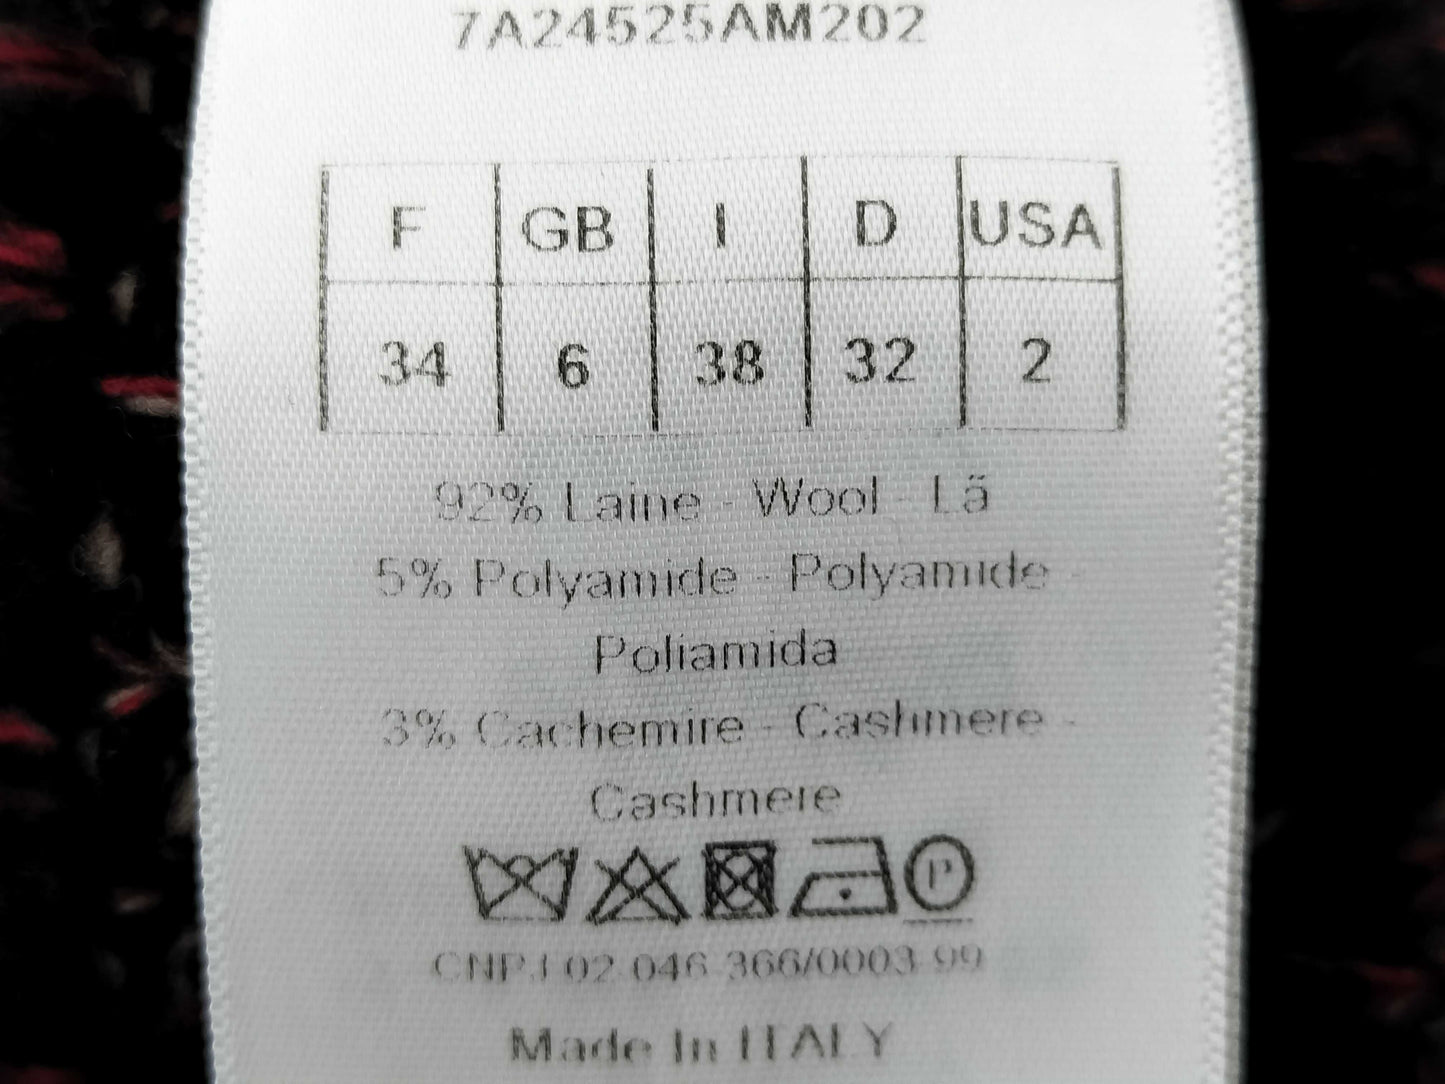 7A24525AM202
F GB I D USA
34 6 38 32 2
92% Laine - Wool - Lã
5% Polyamide - Polyamide -
Poliamida
3% Cachemire - Cashmere -
Cashmere
P
CNPJ 02 046 366/0003 99
Made In ITALY